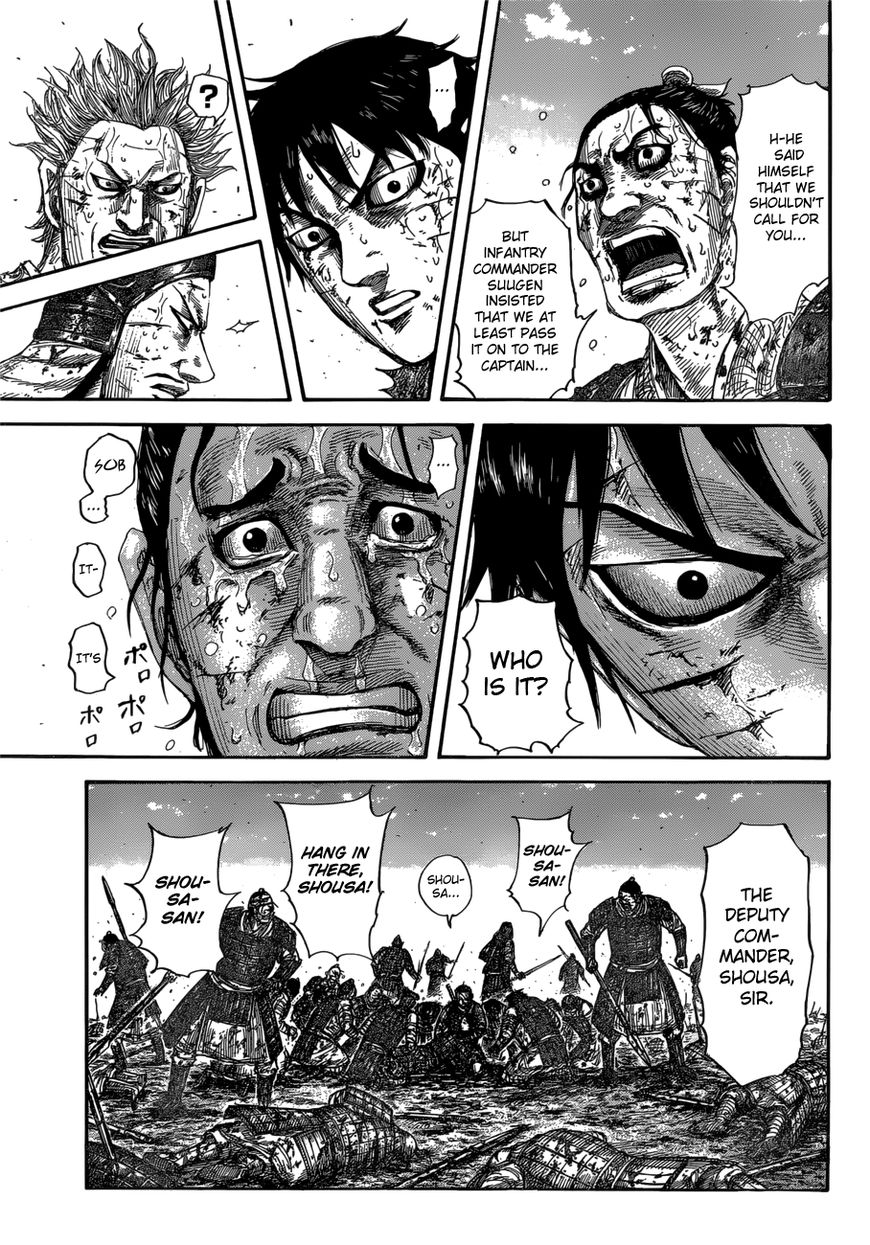 H-HE
SAID
HIMSELF
THAT WE
SHOULDN'T
CALL FOR
YOU...
BUT
INFANTRY
COMMANDER
SUUGEN
INSISTED
THAT WE AT
LEAST PASS
IT ON TO THE
CAPTAIN...
...
?
WHO
IS IT?
...
SOB
...
IT-
IT'S
ポロ
ポロ
ポロ
THE
DEPUTY
COM-
MANDER,
SHOUSA,
SIR.
SHOU-
SA-
SAN!
SHOU-
SA...
HANG IN
THERE,
SHOUSA!
SHOU-
SA-
SAN!